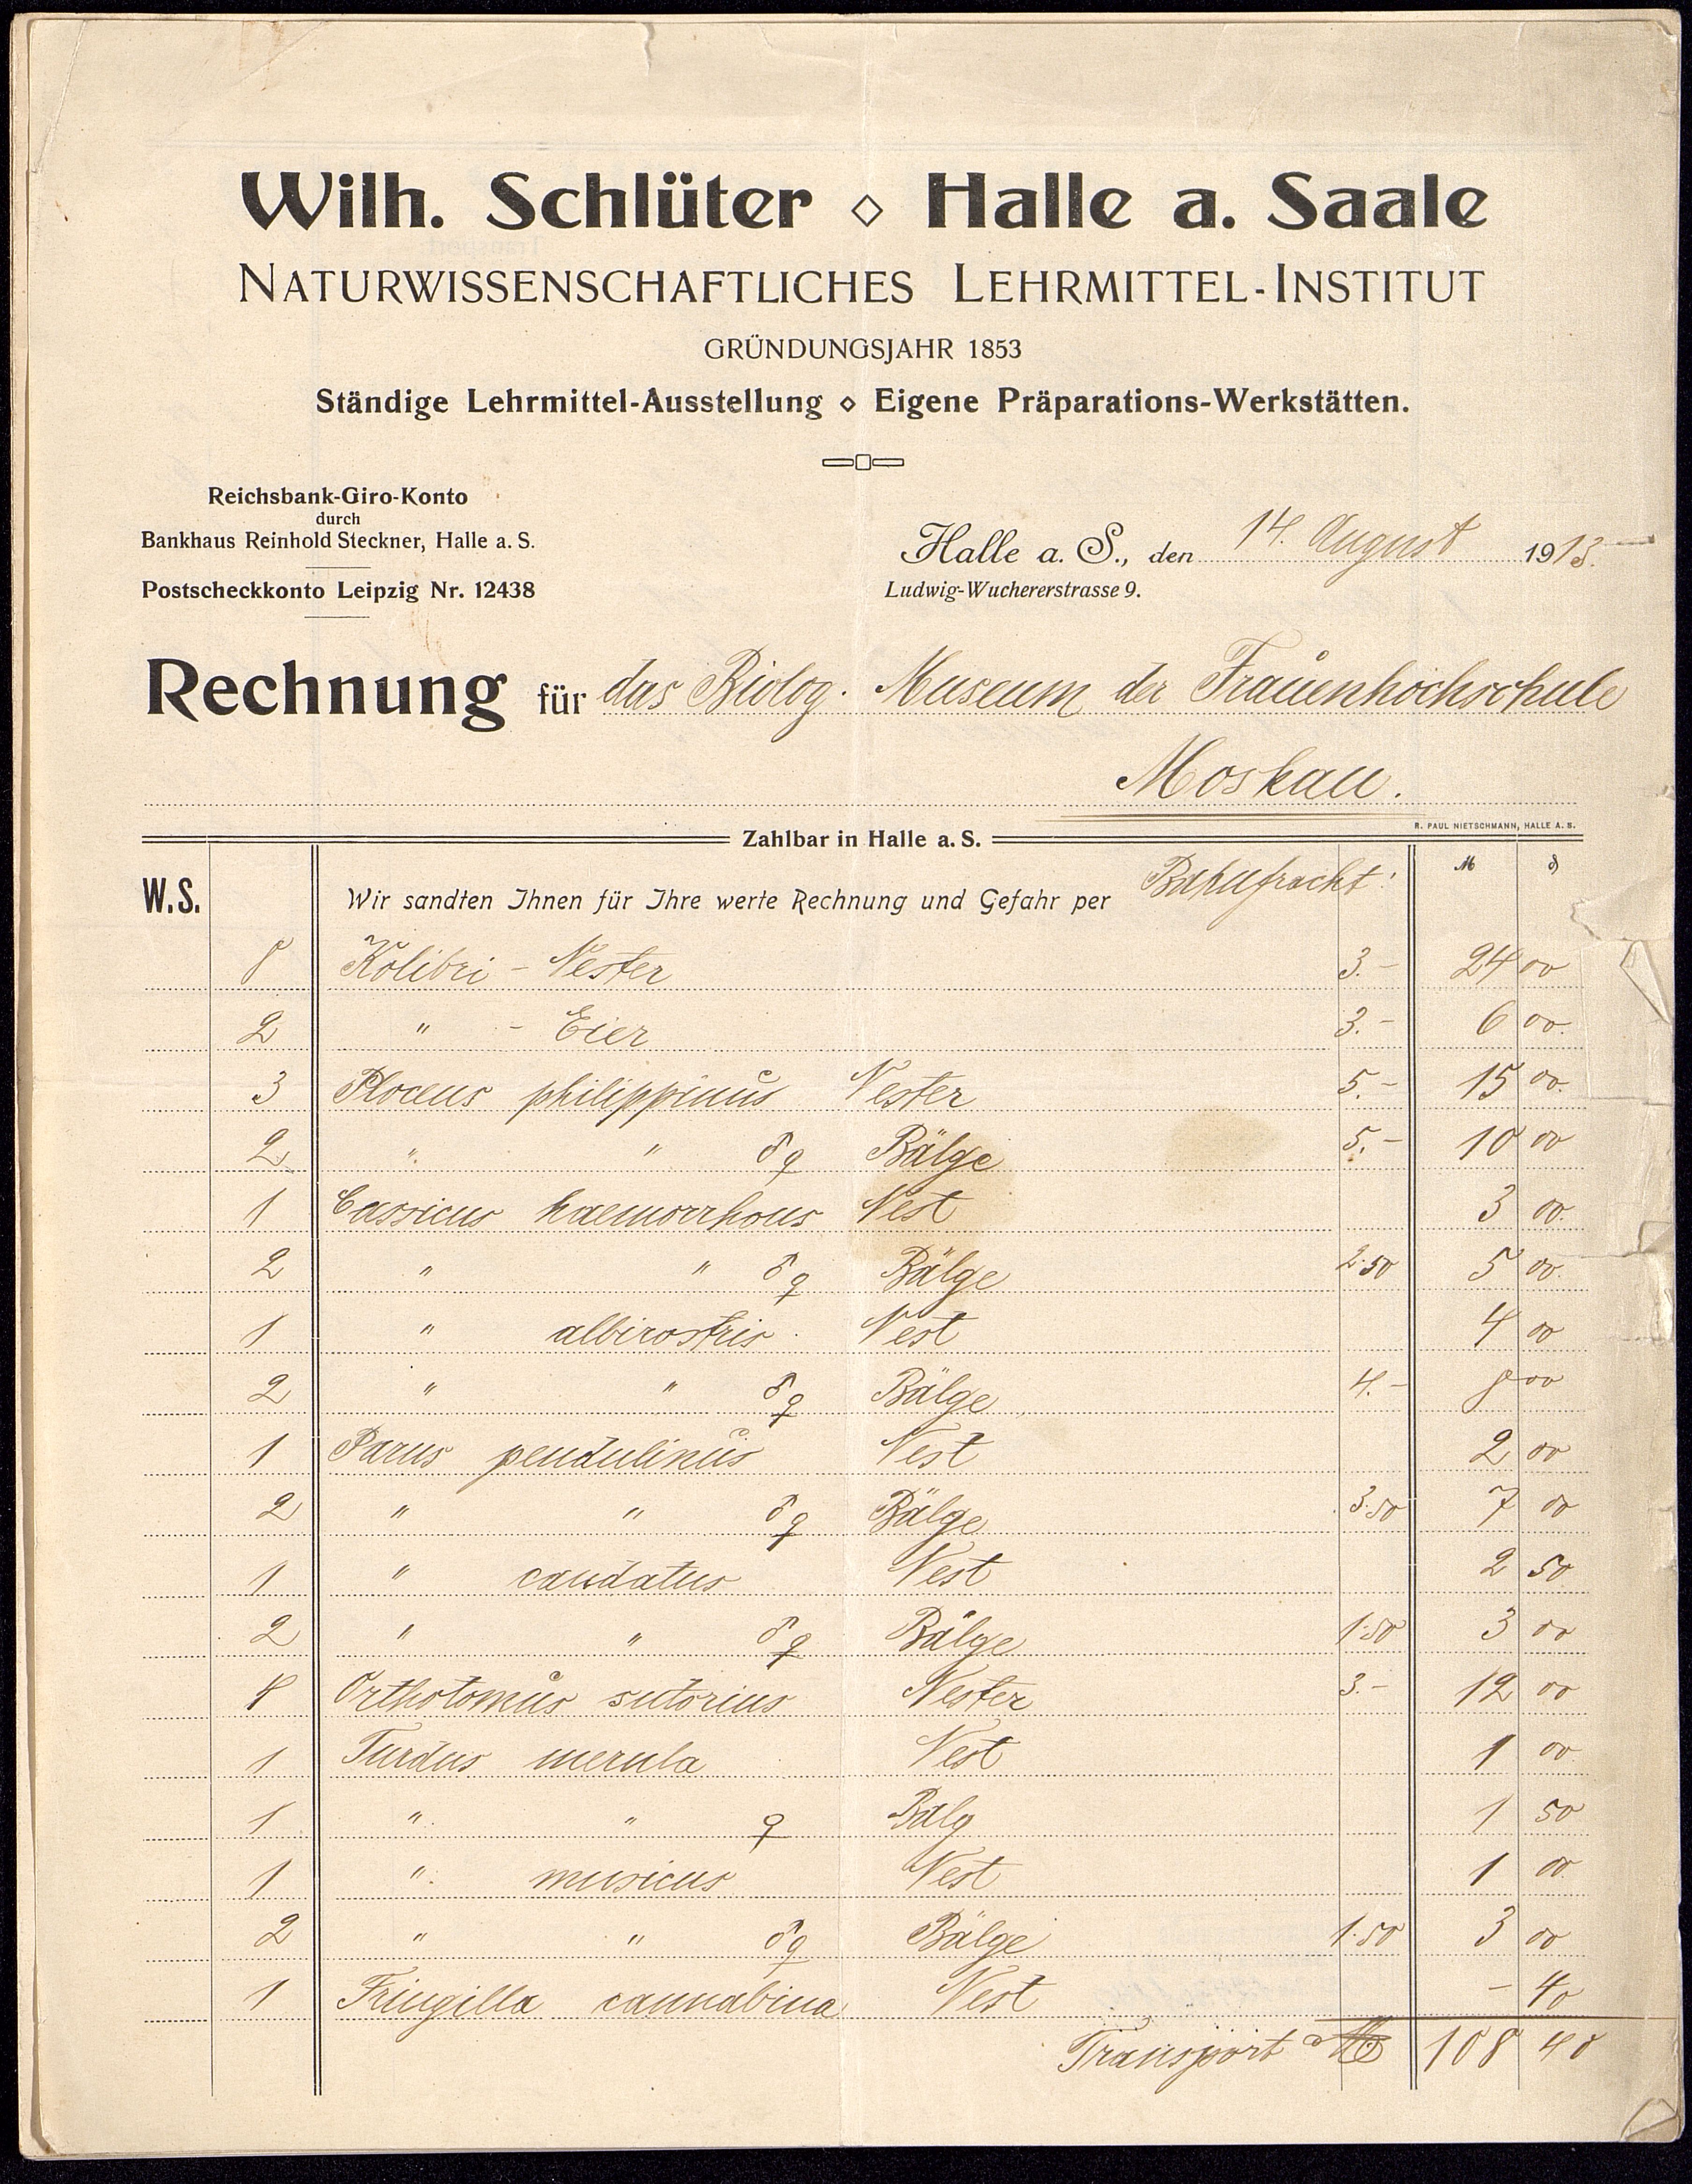 Wilh. Schlüter ◇ Halle a. Saale
NATURWISSENSCHAFTLICHES LEHRMITTEL-INSTITUT
GRÜNDUNGSJAHR 1853
Ständige Lehrmittel-Ausstellung ◇ Eigene Präparations-Werkstätten.
Reichsbank-Giro-Konto
durch
Bankhaus Reinhold Steckner, Halle a. S.
Postscheckkonto Leipzig Nr. 12438
Halle a. S., den 14. August 1913.
Ludwig-Wuchererstrasse 9.
Rechnung für das Biolog. Museum der Frauenhochschule
Moskau.
R. PAUL NIETSCHMANN, HALLE A. S.
Zahlbar in Halle a. S.
W.S. Wir sandten Ihnen für Ihre werte Rechnung und Gefahr per Bahnfracht: ℳ ₰
8 Kolibri - Nester 3.- 24 00
2 " - Eier 3.- 6 00.
3 Ploceus philippinus Nester 5.- 15 00.
2 " " ♂♀ Bälge 5.- 10 00
1 Cassicus haemorrhous Nest 3 00.
2 " " ♂♀ Bälge 2.50 5 00.
1 " albirostris Nest 4 00
2 " " ♂♀ Bälge 4.- 8 00
1 Parus pendulinus Nest 2 00
2 " " ♂♀ Bälge 3.50 7 00
1 " caudatus Nest 2 50
2 " " ♂♀ Bälge 1.50 3 00
4 Orthotomus sutorius Nester 3.- 12 00
1 Turdus merula Nest 1 00
1 " " ♀ Balg 1 50
1 " musicus Nest 1 00
2 " " ♂♀ Bälge 1.50 3 00
1 Fringilla cannabina Nest - 40
Transport ℳ 108 40